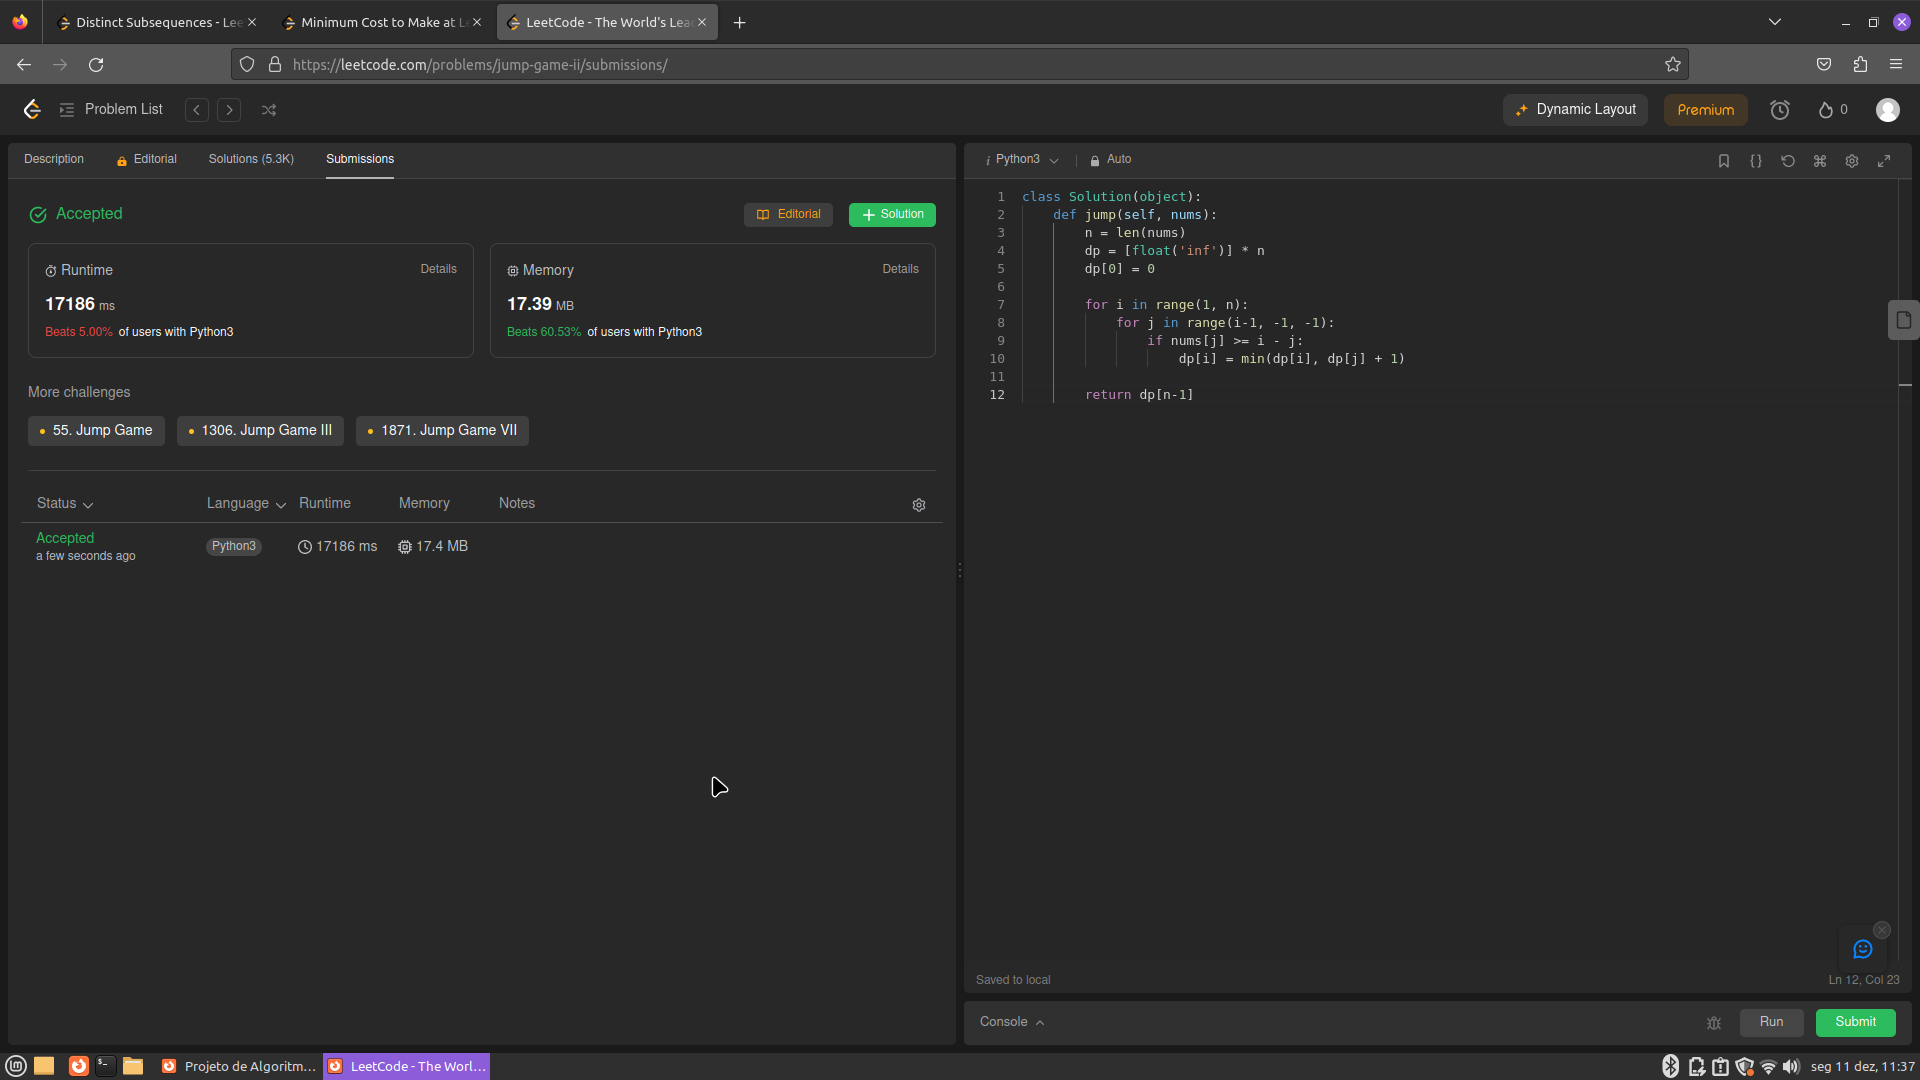 Distinct Subsequences - Lee
Minimum Cost to Make at L
LeetCode - The World's Lea
https://leetcode.com/problems/jump-game-ii/submissions/
Problem List
Dynamic Layout
Premium
0
Description
Editorial
Solutions (5.3K)
Submissions
Accepted
Editorial
Solution
Runtime
Details
17186 ms
Beats 5.00% of users with Python3
Memory
Details
17.39 MB
Beats 60.53% of users with Python3
More challenges
55. Jump Game
1306. Jump Game III
1871. Jump Game VII
Status
Language
Runtime
Memory
Notes
Accepted
a few seconds ago
Python3
17186 ms
17.4 MB
i Python3
Auto
1 class Solution(object):
2     def jump(self, nums):
3         n = len(nums)
4         dp = [float('inf')] * n
5         dp[0] = 0
6
7         for i in range(1, n):
8             for j in range(i-1, -1, -1):
9                 if nums[j] >= i - j:
10                     dp[i] = min(dp[i], dp[j] + 1)
11
12         return dp[n-1]
Saved to local
Ln 12, Col 23
Console
Run
Submit
Projeto de Algoritm...
LeetCode - The Worl...
seg 11 dez, 11:37